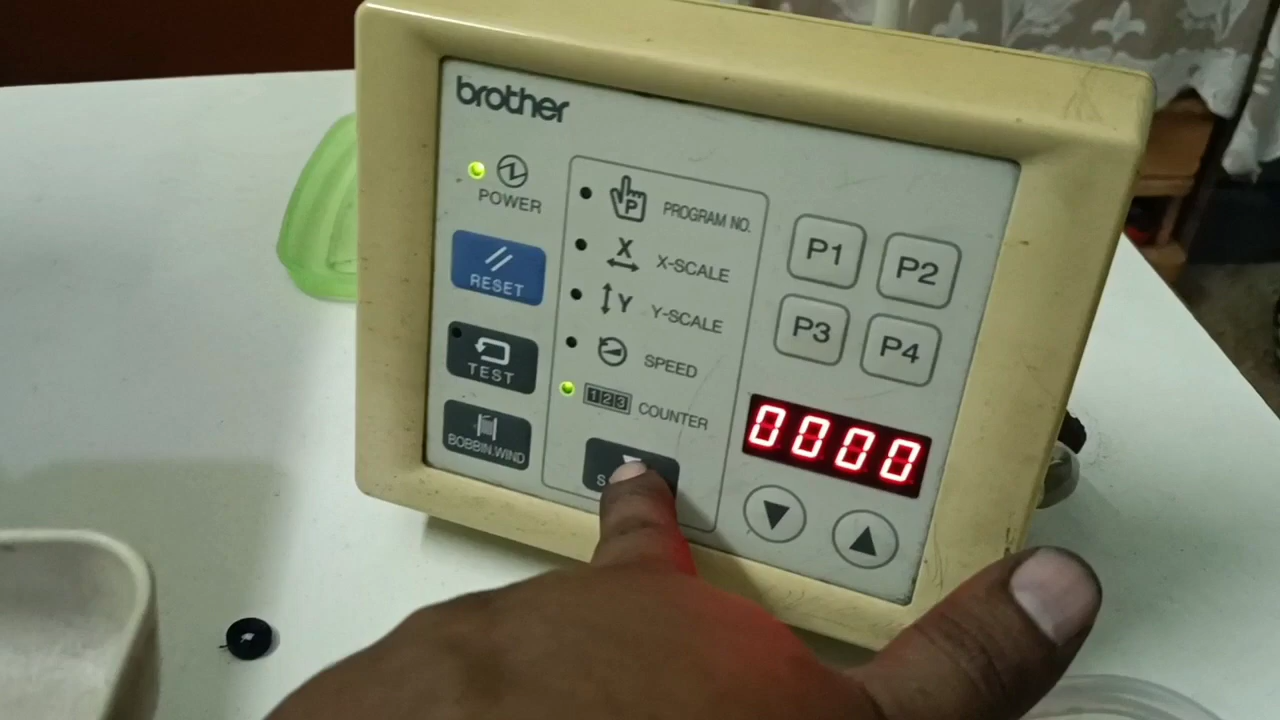 brother
POWER
RESET
TEST
BOBBIN.WIND
P PROGRAM NO.
X X-SCALE
Y Y-SCALE
SPEED
123 COUNTER
P1 P2
P3 P4
0000